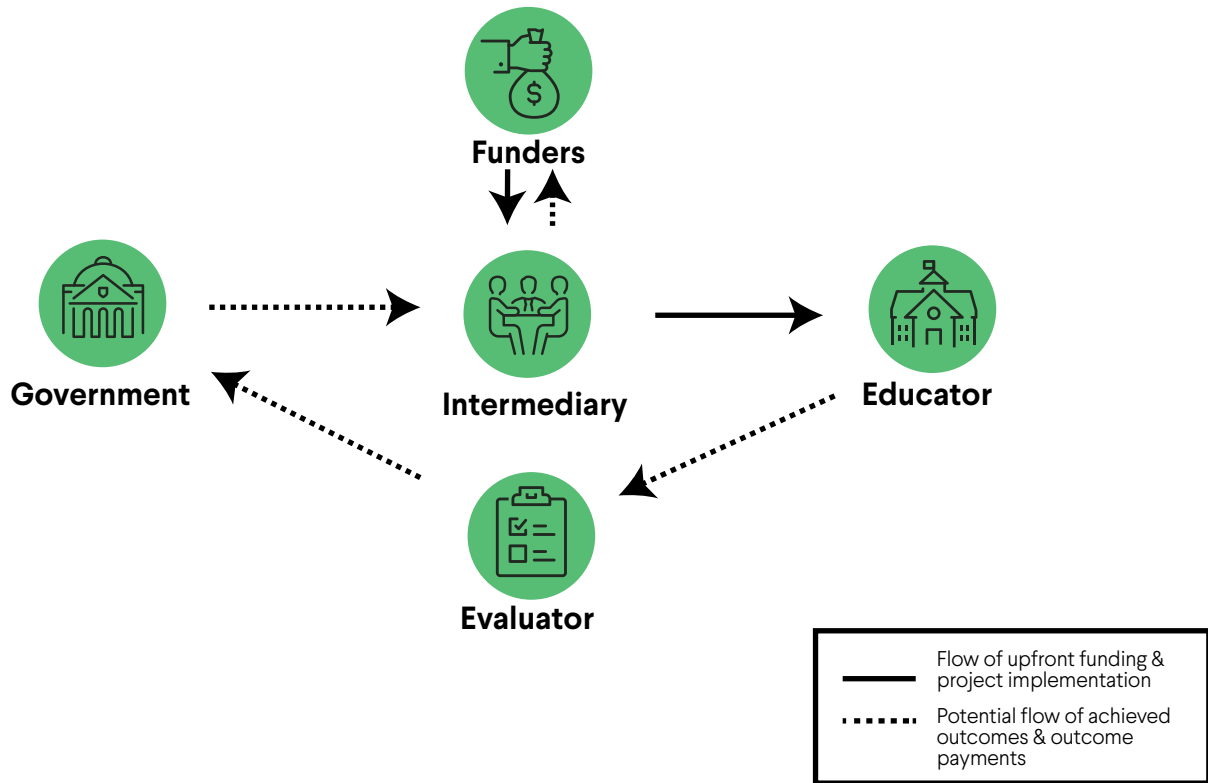 $
Funders
Government
Intermediary
Educator
Evaluator
Flow of upfront funding &
project implementation
Potential flow of achieved
outcomes & outcome
payments